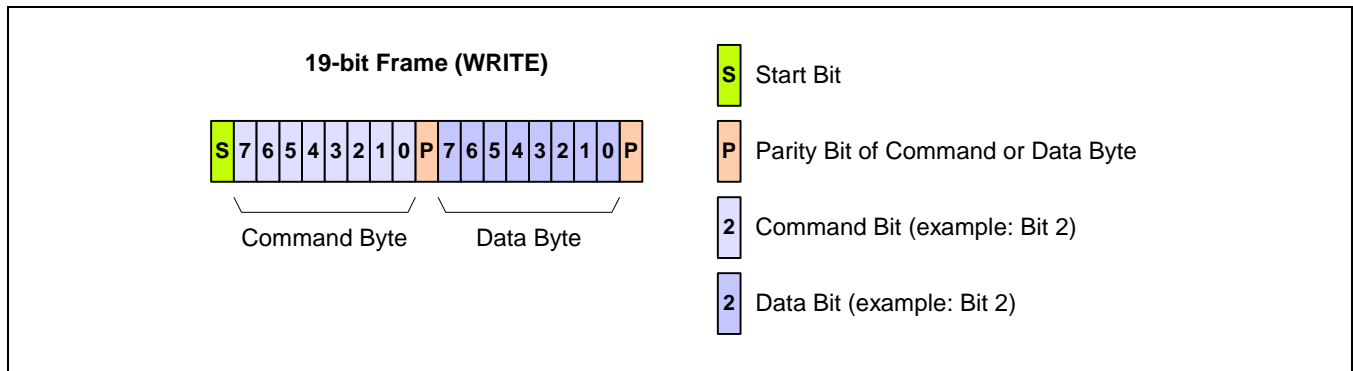 19-bit Frame (WRITE)
S 7 6 5 4 3 2 1 0 P 7 6 5 4 3 2 1 0 P
Command Byte Data Byte
S Start Bit
P Parity Bit of Command or Data Byte
2 Command Bit (example: Bit 2)
2 Data Bit (example: Bit 2)